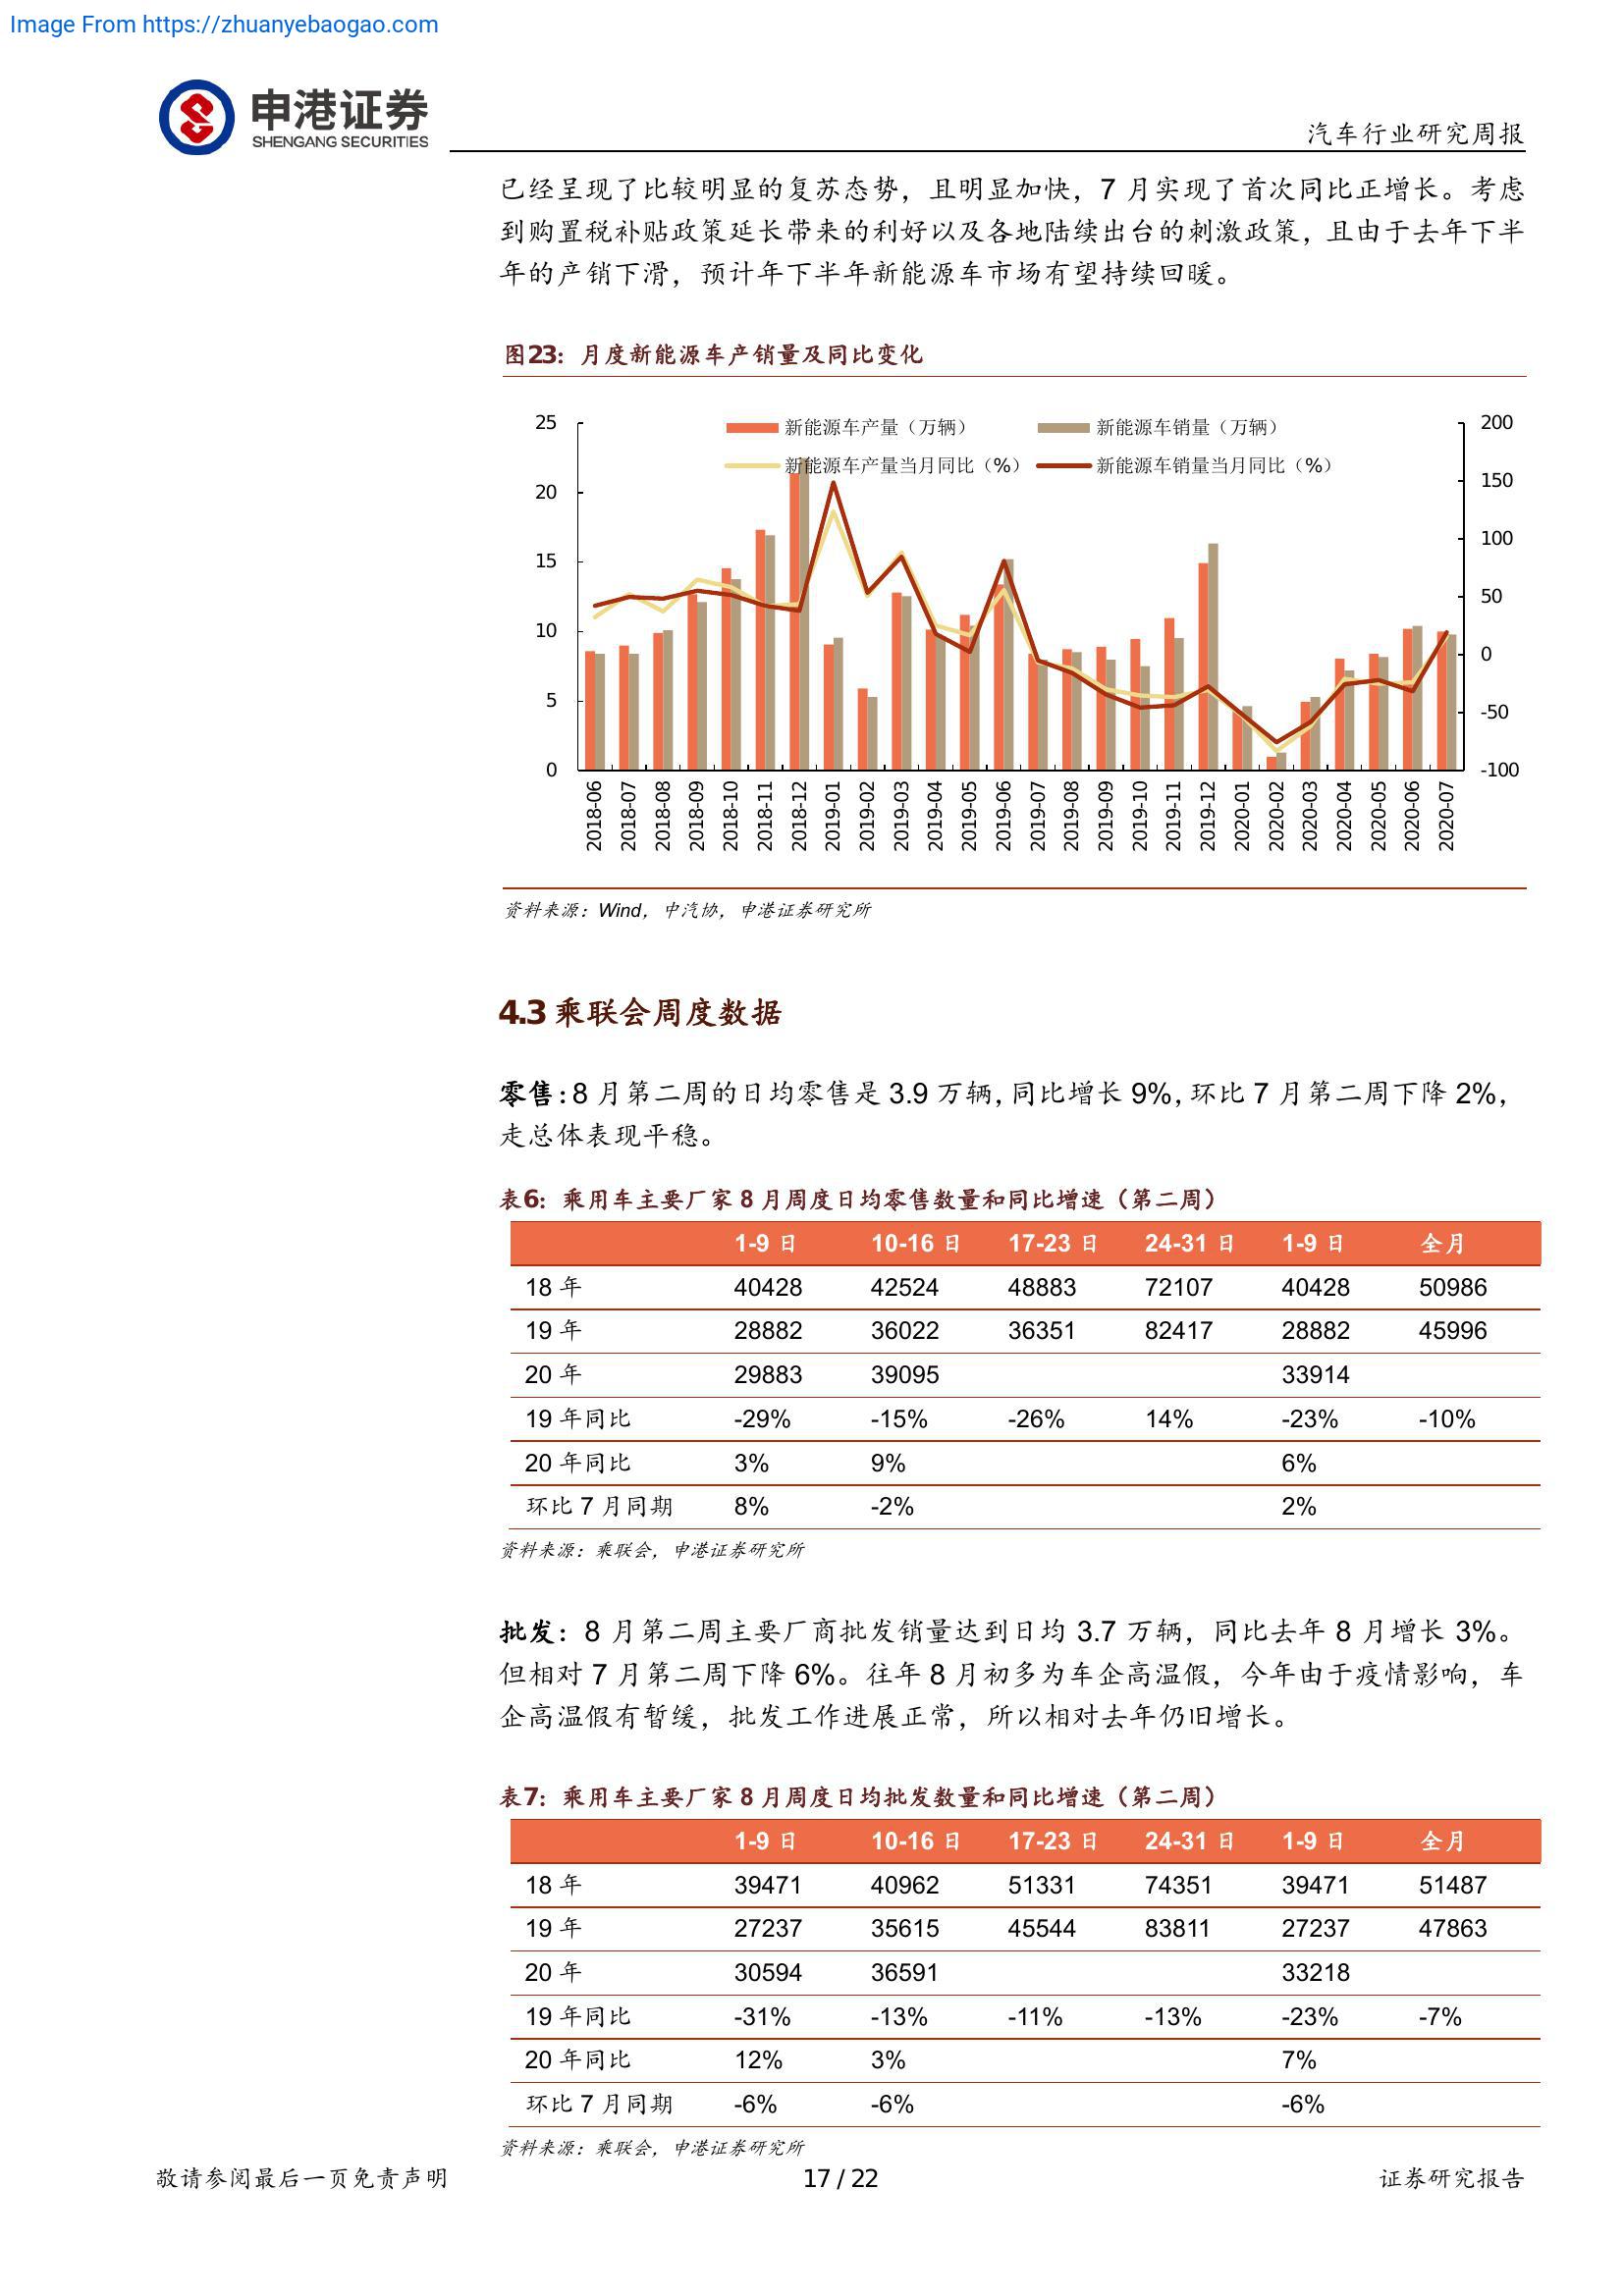 Image From https://zhuanyebaogao.com
申港证券
SHENGANG SECURITIES
汽车行业研究周报
已经呈现了比较明显的复苏态势，且明显加快，7 月实现了首次同比正增长。考虑
到购置税补贴政策延长带来的利好以及各地陆续出台的刺激政策，且由于去年下半
年的产销下滑，预计年下半年新能源车市场有望持续回暖。
图23：月度新能源车产销量及同比变化
新能源车产量（万辆） 新能源车销量（万辆）
新能源车产量当月同比（%） 新能源车销量当月同比（%）
25 200
20 150
15 100
10 50
5 0
0 -50
-100
2018-06 2018-07 2018-08 2018-09 2018-10 2018-11 2018-12 2019-01 2019-02 2019-03 2019-04 2019-05 2019-06 2019-07 2019-08 2019-09 2019-10 2019-11 2019-12 2020-01 2020-02 2020-03 2020-04 2020-05 2020-06 2020-07
资料来源：Wind，中汽协，申港证券研究所
4.3 乘联会周度数据
零售：8 月第二周的日均零售是 3.9 万辆，同比增长 9%，环比 7 月第二周下降 2%，
走总体表现平稳。
表6：乘用车主要厂家 8 月周度日均零售数量和同比增速（第二周）
1-9 日 10-16 日 17-23 日 24-31 日 1-9 日 全月
18 年 40428 42524 48883 72107 40428 50986
19 年 28882 36022 36351 82417 28882 45996
20 年 29883 39095 33914
19 年同比 -29% -15% -26% 14% -23% -10%
20 年同比 3% 9% 6%
环比 7 月同期 8% -2% 2%
资料来源：乘联会，申港证券研究所
批发：8 月第二周主要厂商批发销量达到日均 3.7 万辆，同比去年 8 月增长 3%。
但相对 7 月第二周下降 6%。往年 8 月初多为车企高温假，今年由于疫情影响，车
企高温假有暂缓，批发工作进展正常，所以相对去年仍旧增长。
表7：乘用车主要厂家 8 月周度日均批发数量和同比增速（第二周）
1-9 日 10-16 日 17-23 日 24-31 日 1-9 日 全月
18 年 39471 40962 51331 74351 39471 51487
19 年 27237 35615 45544 83811 27237 47863
20 年 30594 36591 33218
19 年同比 -31% -13% -11% -13% -23% -7%
20 年同比 12% 3% 7%
环比 7 月同期 -6% -6% -6%
资料来源：乘联会，申港证券研究所
敬请参阅最后一页免责声明 17 / 22 证券研究报告